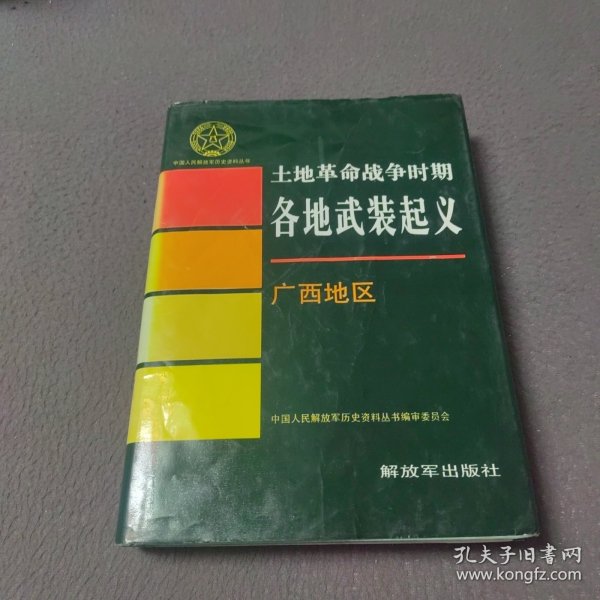 中国人民解放军历史资料丛书
土地革命战争时期
各地武装起义
广西地区
中国人民解放军历史资料丛书编审委员会
解放军出版社
孔夫子旧书网
www.kongfz.com